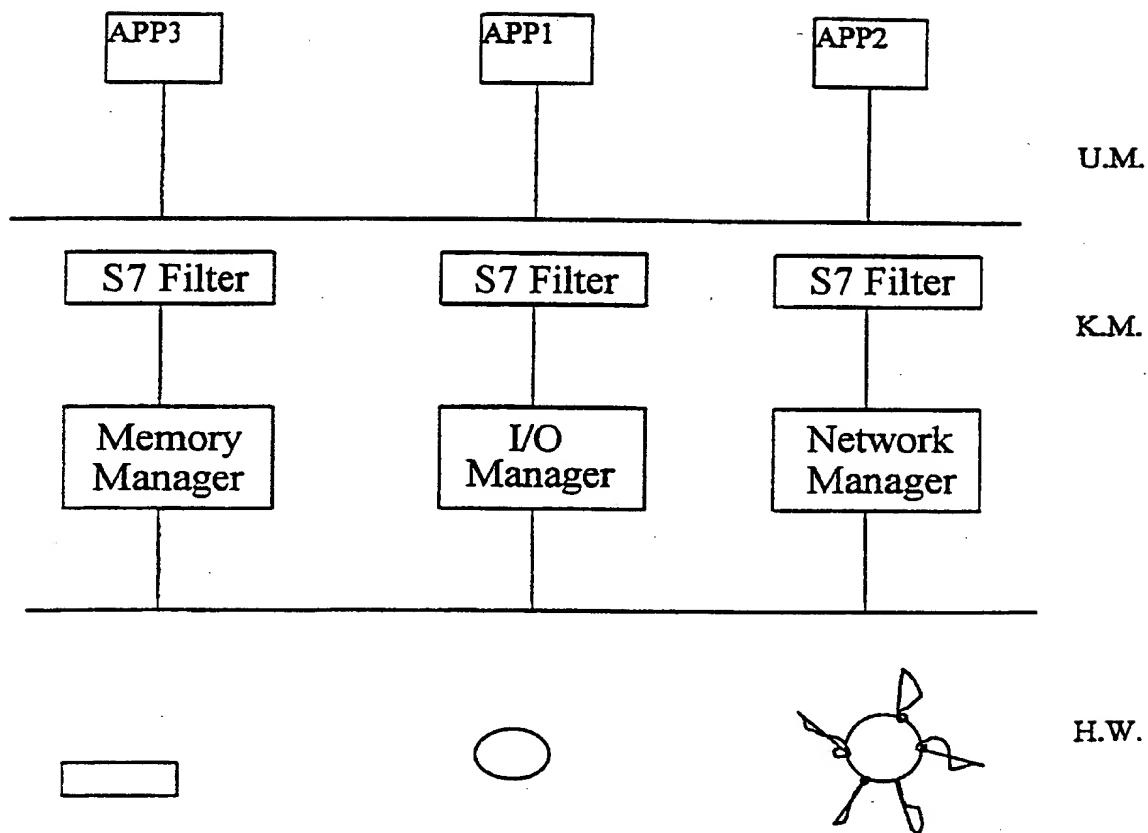 APP3
APP1
APP2
U.M.
S7 Filter
S7 Filter
S7 Filter
K.M.
Memory
Manager
I/O
Manager
Network
Manager
H.W.